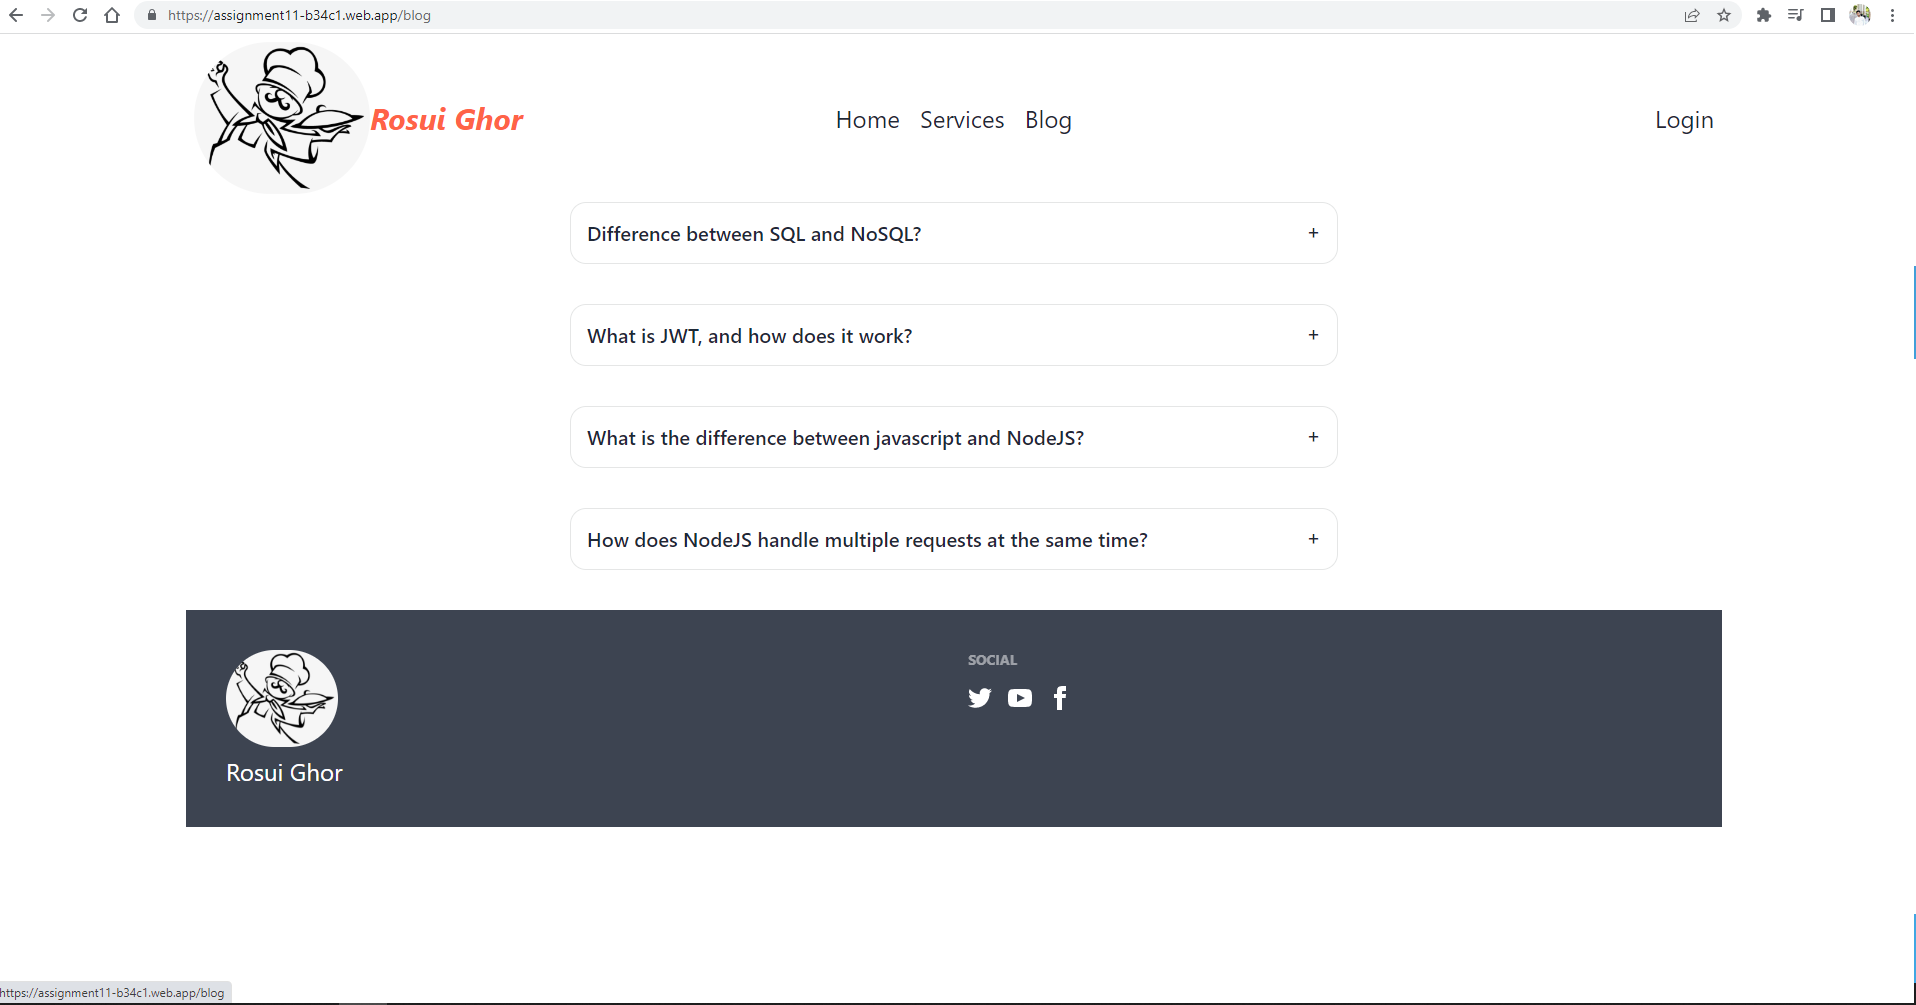 https://assignment11-b34c1.web.app/blog
Rosui Ghor
Home Services Blog
Login
Difference between SQL and NoSQL? +
What is JWT, and how does it work? +
What is the difference between javascript and NodeJS? +
How does NodeJS handle multiple requests at the same time? +
SOCIAL
Rosui Ghor
https://assignment11-b34c1.web.app/blog